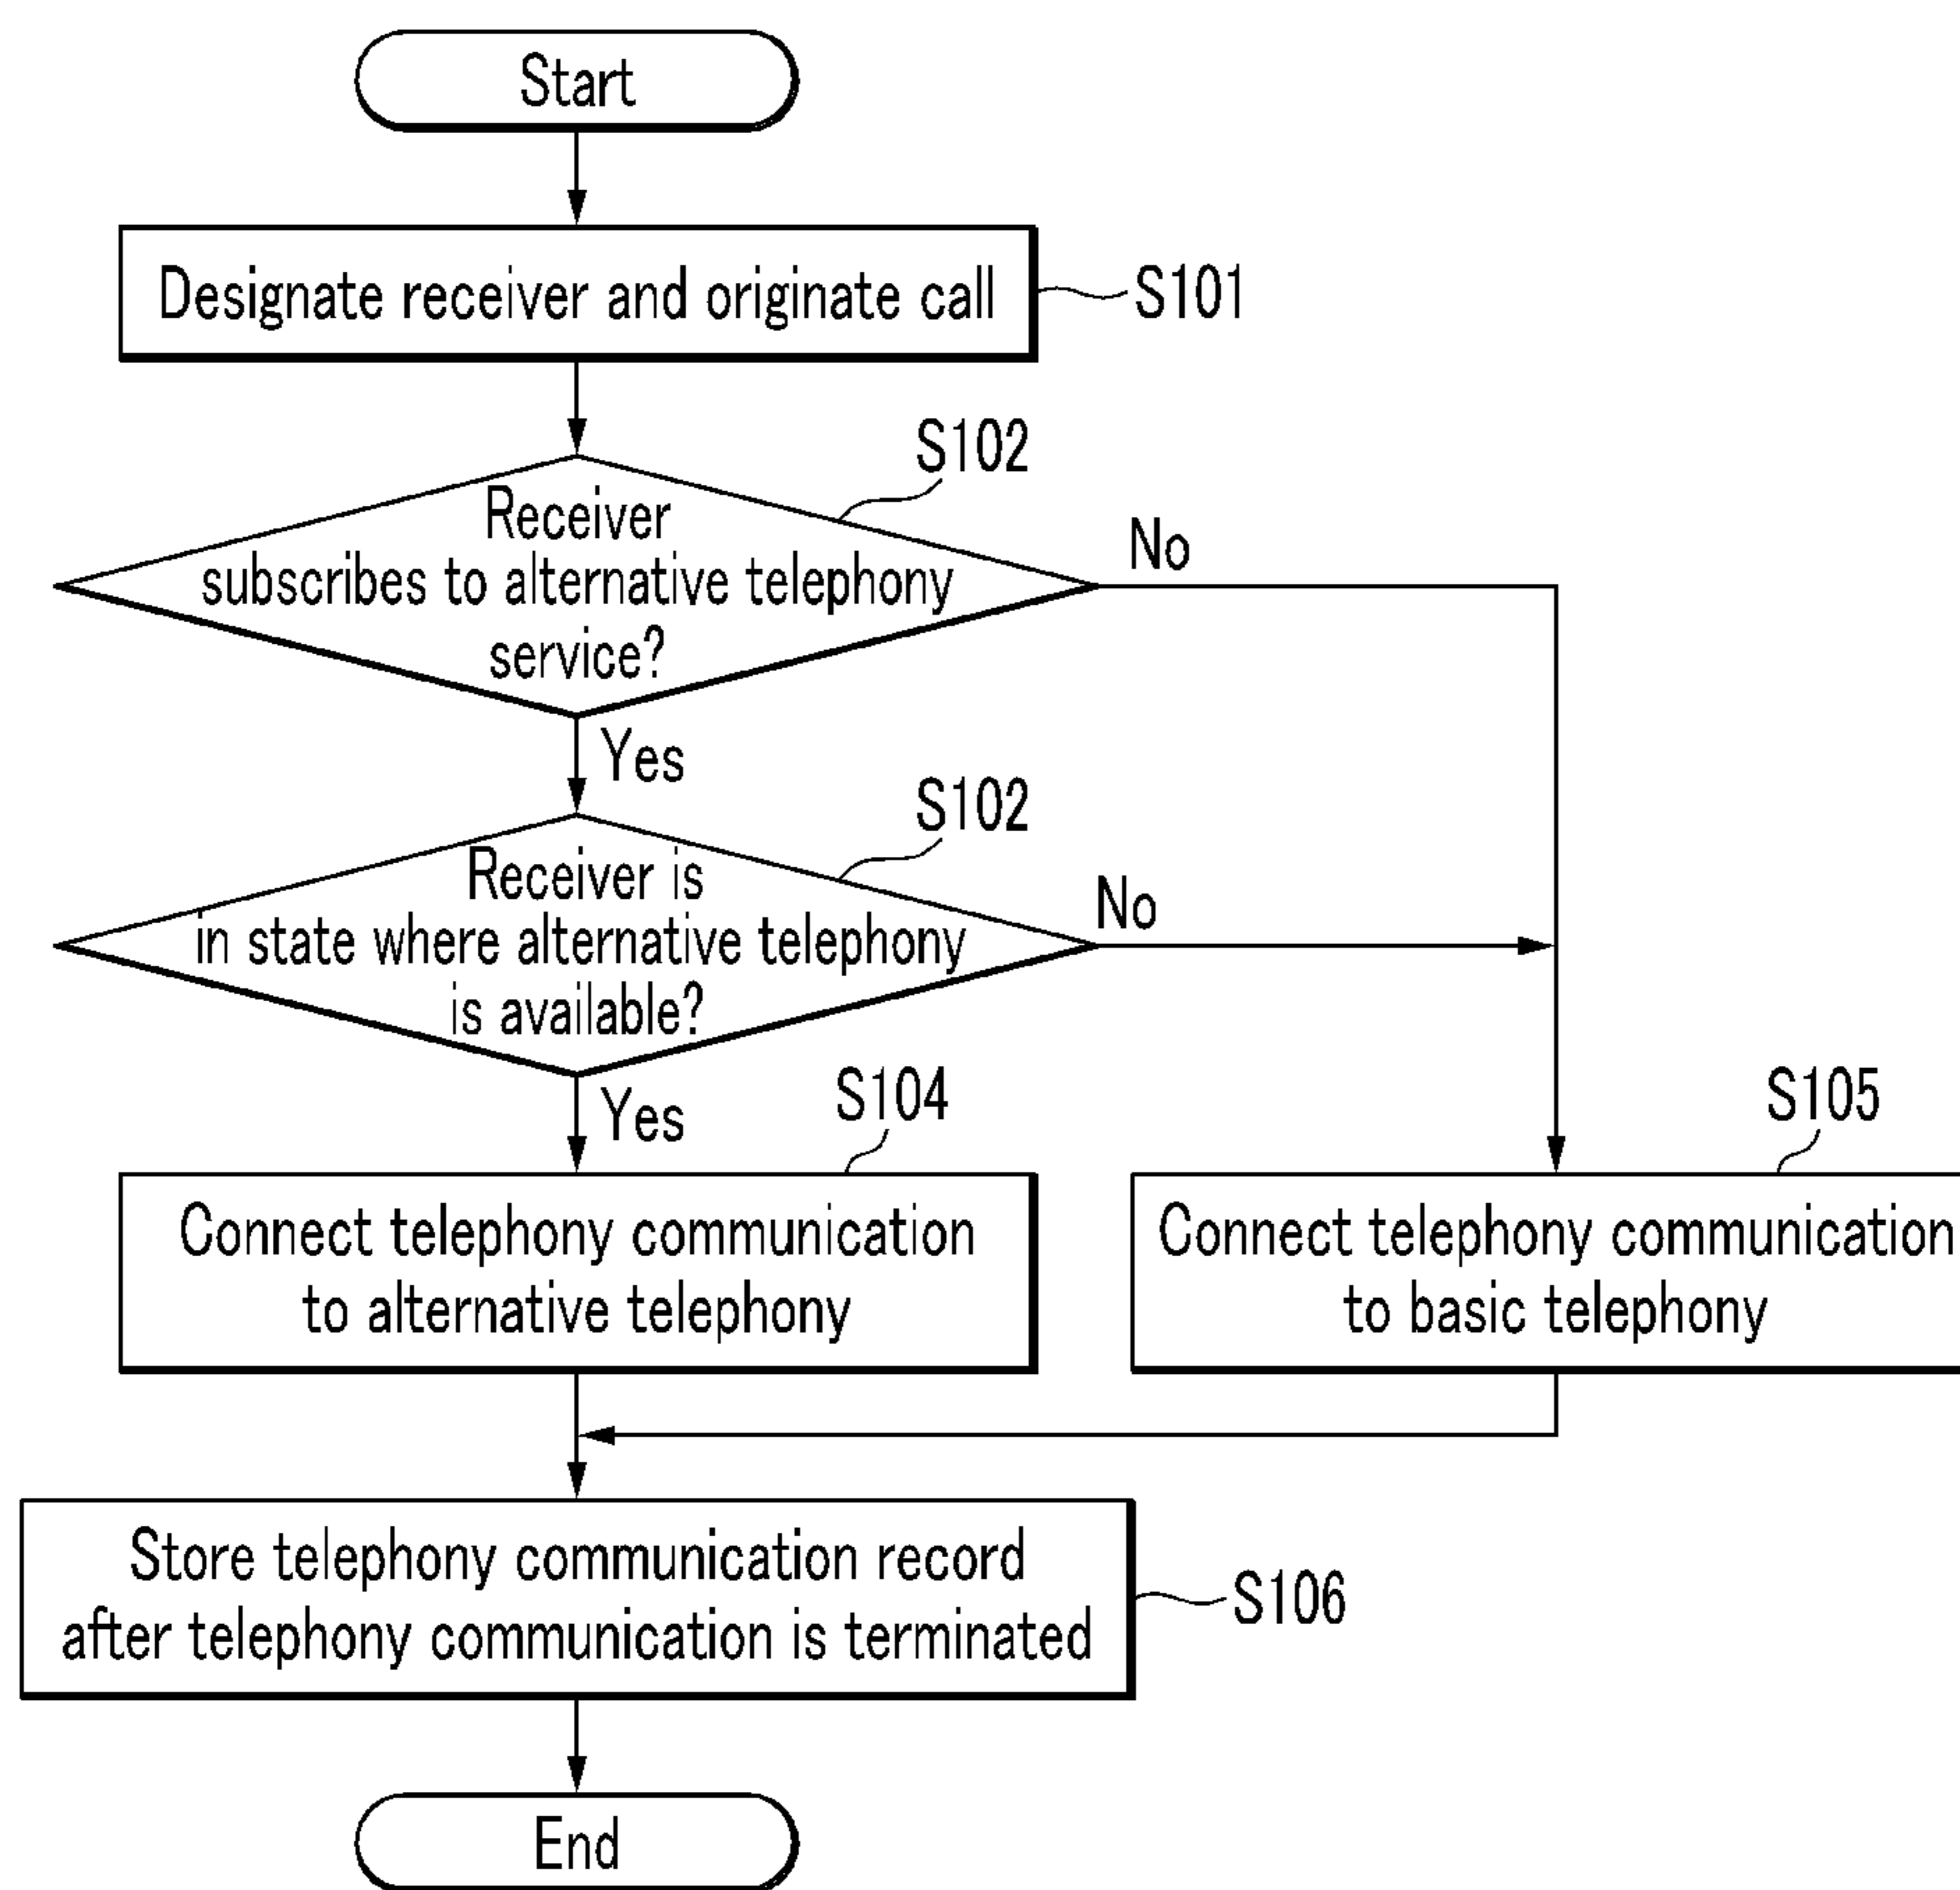 Start
Designate receiver and originate call
S101
S102
Receiver
subscribes to alternative telephony
service?
No
Yes
S102
Receiver is
in state where alternative telephony
is available?
No
Yes
S104
Connect telephony communication
to alternative telephony
S105
Connect telephony communication
to basic telephony
Store telephony communication record
after telephony communication is terminated
S106
End